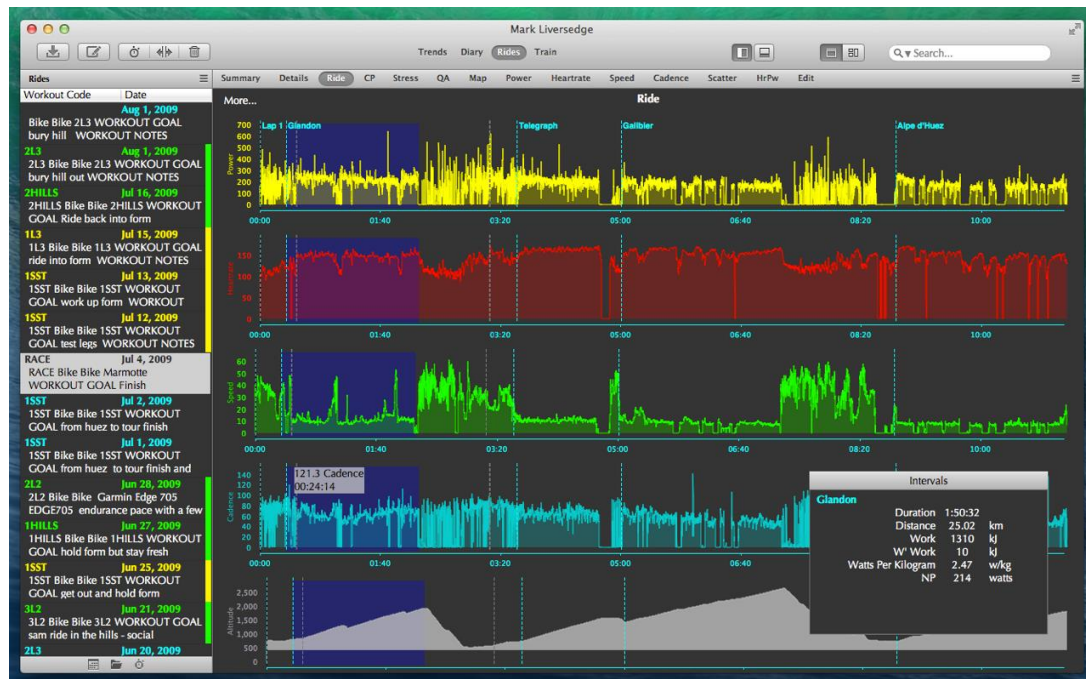 Mark Liversedge
Trends Diary Rides Train
Search...
Rides
Summary Details Ride CP Stress QA Map Power Heartrate Speed Cadence Scatter HrPw Edit
Workout Code Date
Aug 1, 2009
Bike Bike 2L3 WORKOUT GOAL
bury hill WORKOUT NOTES
2L3 Aug 1, 2009
2L3 Bike Bike 2L3 WORKOUT GOAL
bury hill out WORKOUT NOTES
2HILLS Jul 16, 2009
2HILLS Bike Bike 2HILLS WORKOUT
GOAL Ride back into form
1L3 Jul 15, 2009
1L3 Bike Bike 1L3 WORKOUT GOAL
ride into form WORKOUT NOTES
1SST Jul 13, 2009
1SST Bike Bike 1SST WORKOUT
GOAL work up form WORKOUT
1SST Jul 12, 2009
1SST Bike Bike 1SST WORKOUT
GOAL test legs WORKOUT NOTES
RACE Jul 4, 2009
RACE Bike Bike Marmotte
WORKOUT GOAL Finish
1SST Jul 2, 2009
1SST Bike Bike 1SST WORKOUT
GOAL from huez to tour finish
1SST Jul 1, 2009
1SST Bike Bike 1SST WORKOUT
GOAL from huez to tour finish and
2L2 Jun 28, 2009
2L2 Bike Bike Garmin Edge 705
EDGE705 endurance pace with a few
1HILLS Jun 27, 2009
1HILLS Bike Bike 1HILLS WORKOUT
GOAL hold form but stay fresh
1SST Jun 25, 2009
1SST Bike Bike 1SST WORKOUT
GOAL get out and hold form
3L2 Jun 21, 2009
3L2 Bike Bike 3L2 WORKOUT GOAL
sam ride in the hills - social
2L3 Jun 20, 2009
More...
Ride
Lap 1 Glandon Telegraph Galibier Alpe d'Huez
Power
700
600
500
400
300
200
100
0
00:00 01:40 03:20 05:00 06:40 08:20 10:00
Heartrate
150
100
50
0
00:00 01:40 03:20 05:00 06:40 08:20 10:00
Speed
60
50
40
30
20
10
0
00:00 01:40 03:20 05:00 06:40 08:20 10:00
Cadence
140
120
100
80
60
40
20
0
121.3 Cadence
00:24:14
00:00 01:40 03:20 05:00 06:40 08:20 10:00
Altitude
2,500
2,000
1,500
1,000
500
0
Intervals
Glandon
Duration 1:50:32
Distance 25.02 km
Work 1310 kJ
W' Work 10 kJ
Watts Per Kilogram 2.47 w/kg
NP 214 watts